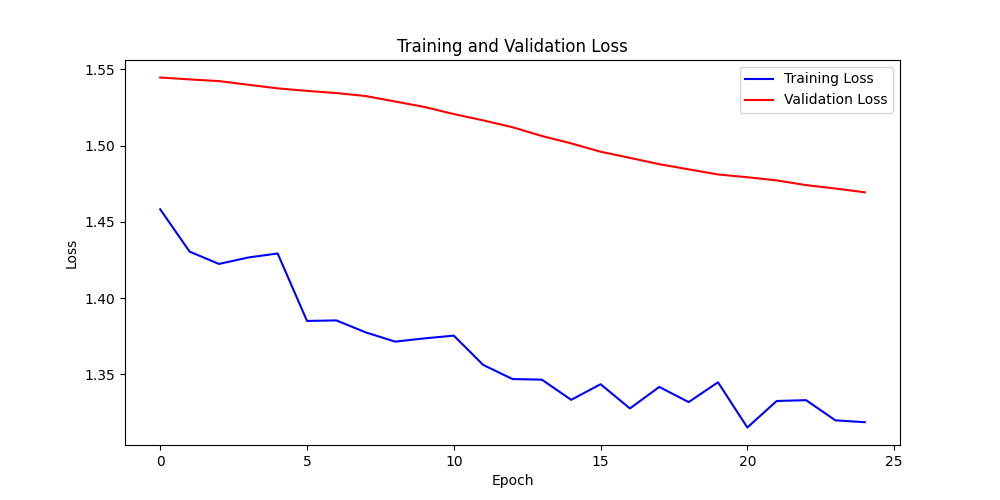 Training and Validation Loss
Training Loss
Validation Loss
1.55
1.50
1.45
1.40
1.35
Loss
0 5 10 15 20 25
Epoch